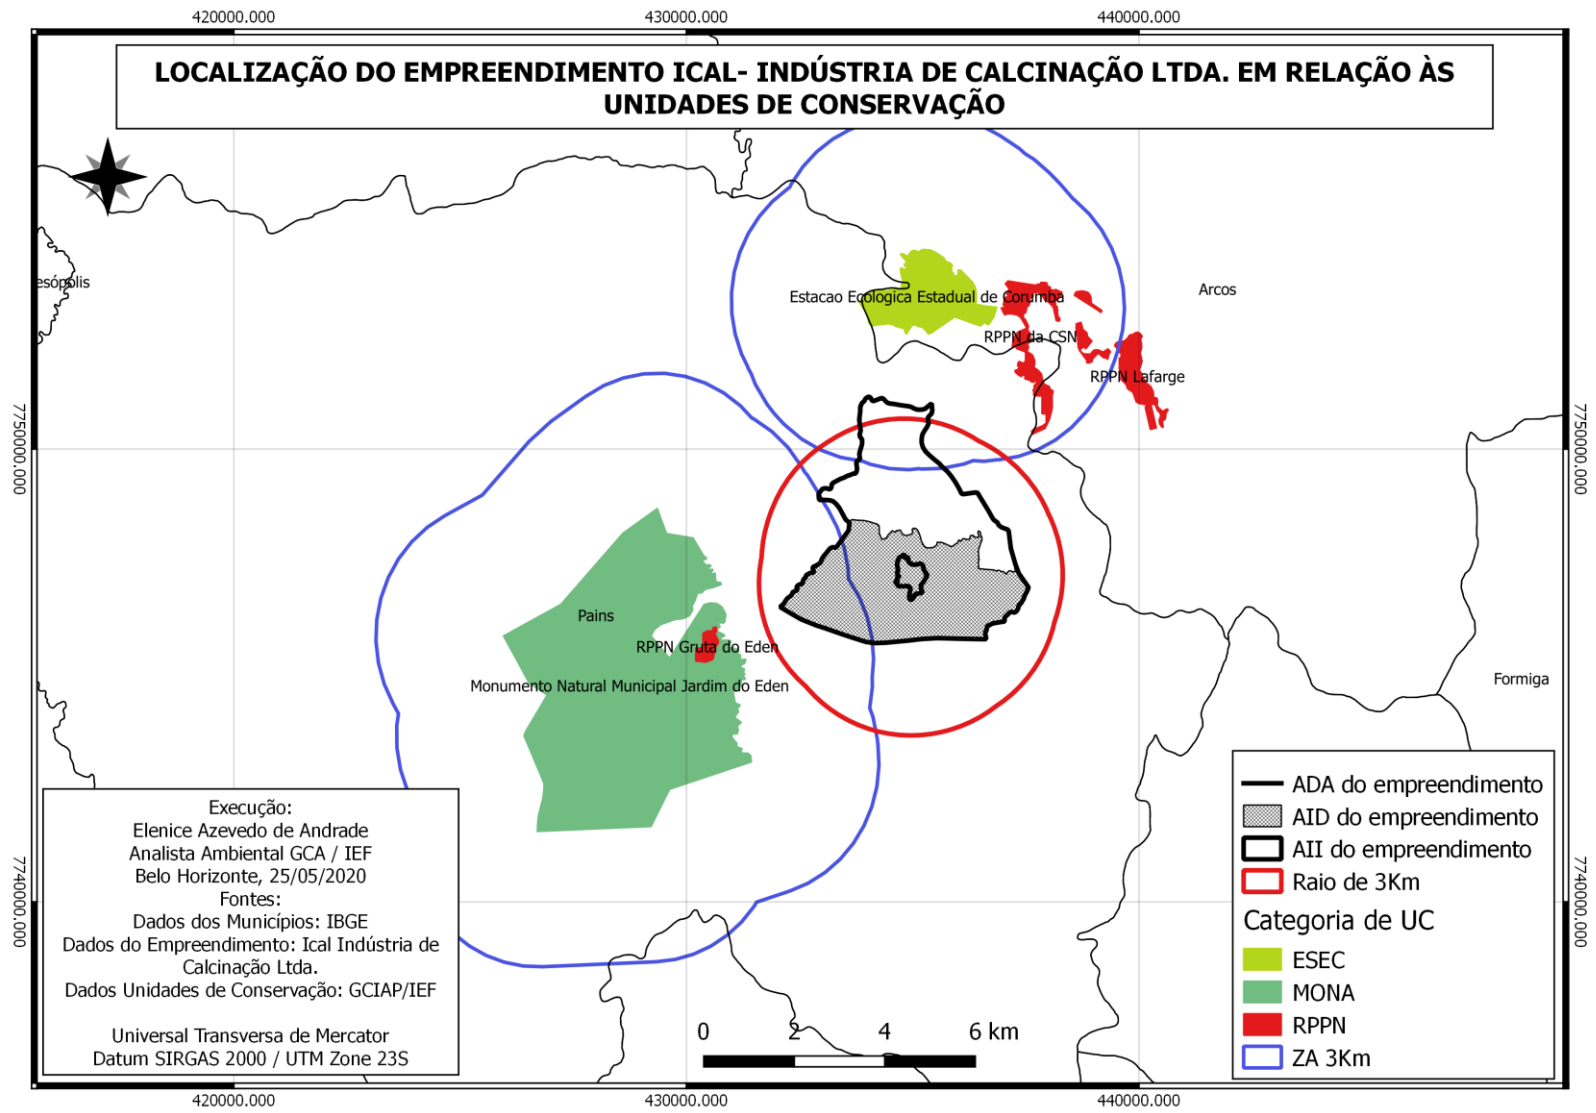 420000.000
430000.000
440000.000
LOCALIZAÇÃO DO EMPREENDIMENTO ICAL- INDÚSTRIA DE CALCINAÇÃO LTDA. EM RELAÇÃO ÀS
UNIDADES DE CONSERVAÇÃO
esópolis
Estacao Ecologica Estadual de Corumba
Arcos
RPPN da CSN
RPPN Lafarge
7750000.000
7750000.000
Pains
RPPN Gruta do Eden
Monumento Natural Municipal Jardim do Eden
Formiga
Execução:
Elenice Azevedo de Andrade
Analista Ambiental GCA / IEF
Belo Horizonte, 25/05/2020
Fontes:
Dados dos Municípios: IBGE
Dados do Empreendimento: Ical Indústria de
Calcinação Ltda.
Dados Unidades de Conservação: GCIAP/IEF
Universal Transversa de Mercator
Datum SIRGAS 2000 / UTM Zone 23S
0 2 4 6 km
ADA do empreendimento
AID do empreendimento
AII do empreendimento
Raio de 3Km
Categoria de UC
ESEC
MONA
RPPN
ZA 3Km
7740000.000
7740000.000
420000.000
430000.000
440000.000